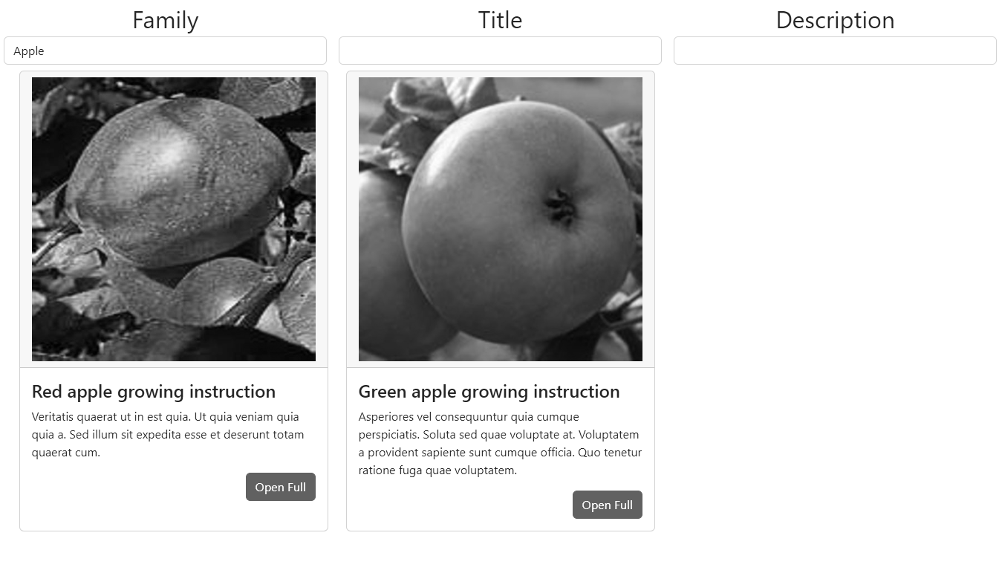 Family
Title
Description
Apple
Red apple growing instruction
Veritatis quaerat ut in est quia. Ut quia veniam quia
quia a. Sed illum sit expedita esse et deserunt totam
quaerat cum.
Open Full
Green apple growing instruction
Asperiores vel consequuntur quia cumque
perspiciatis. Soluta sed quae voluptate at. Voluptatem
a provident sapiente sunt cumque officia. Quo tenetur
ratione fuga quae voluptatem.
Open Full